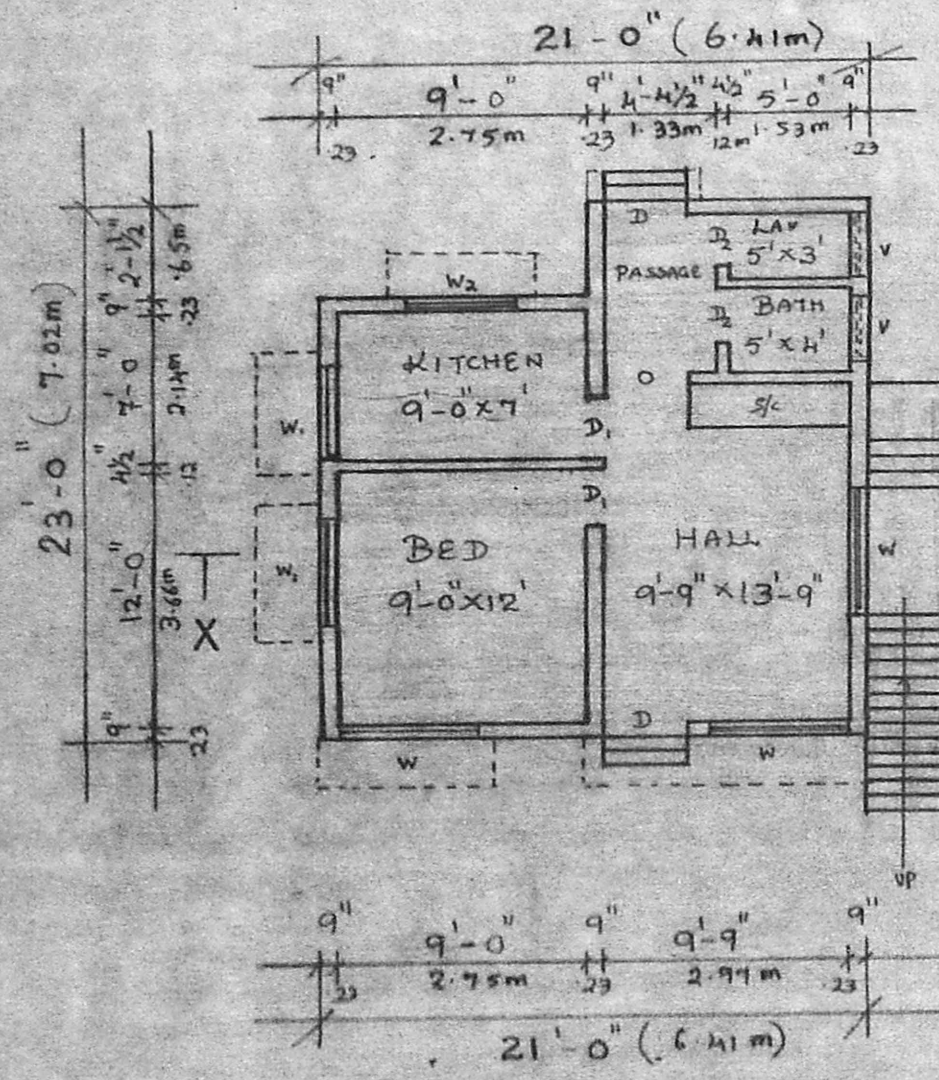 21-0" (6.41m)
9" 9'-0" 9" 4'-4½" 4½" 5'-0" 9"
.23 2.75m .23 1.33m 12m 1.53m .23
23'-0" (7.02m)
9" 12'-0" 4½" 7'-0" 9" 2'-1½"
.23 3.66m .12 2.14m .23 .65m
D
D2 LAV
5'x3'
V
PASSAGE
W2
D2 BATH
5'x4'
V
KITCHEN
9'-0"x7'
W1
O
S/C
D1
D1
BED
9'-0"x12'
HALL
9'-9"x13'-9"
W
X
D
W
W
UP
9" 9'-0" 9" 9'-9" 9"
.23 2.75m .23 2.97m .23
21'-0" (6.41m)